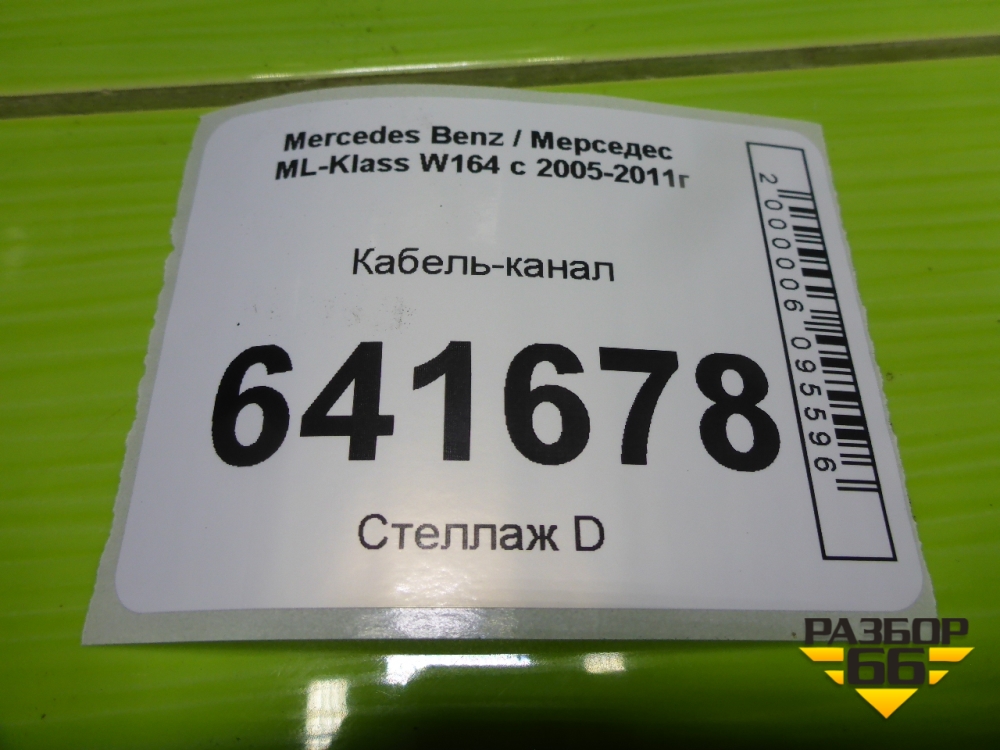 Mercedes Benz / Мерседес
ML-Klass W164 с 2005-2011г
Кабель-канал
641678
Стеллаж D
2000006095596
РАЗБОР
66